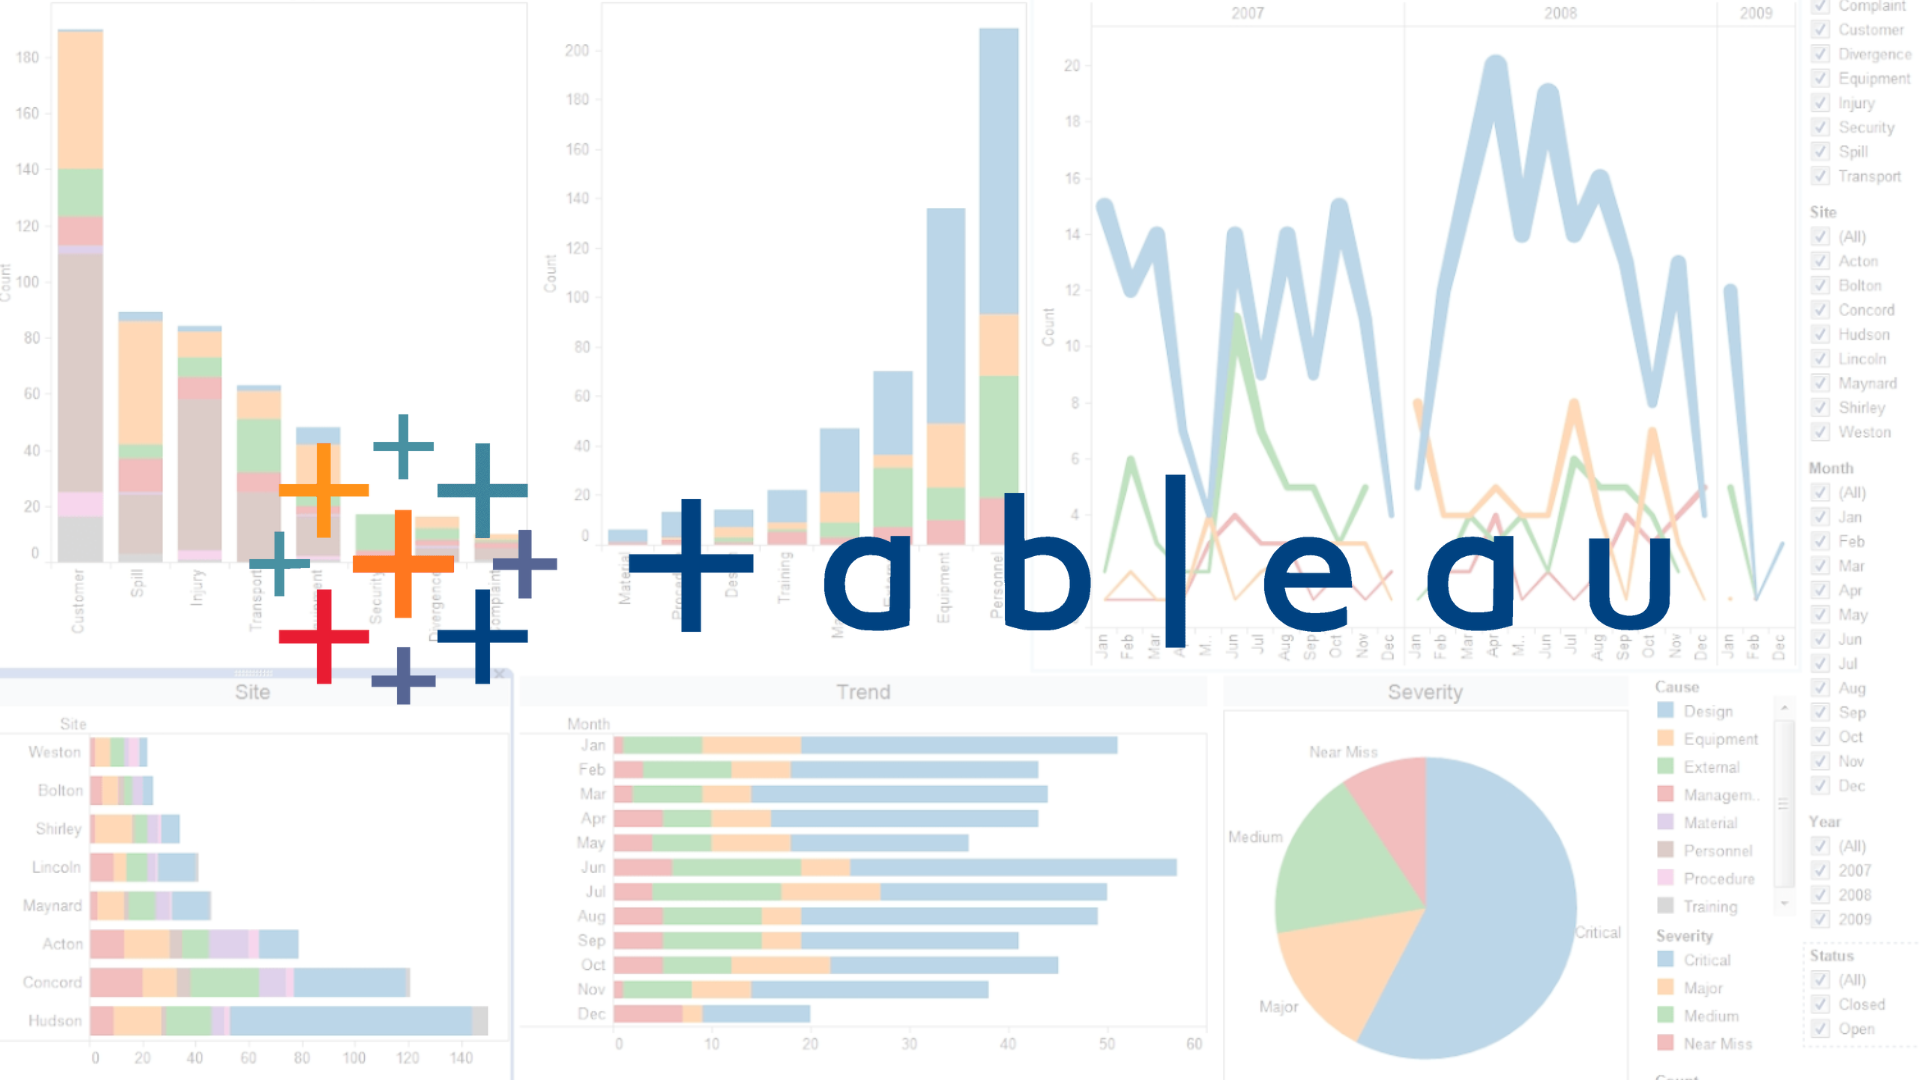 180
160
140
120
100
80
60
40
20
0
Count
Customer
Spill
Injury
Transport
Security
Divergence
200
180
160
140
120
100
80
60
40
20
0
Count
Material
Training
Equipment
Personnel
2007
2008
2009
20
18
16
14
12
10
8
6
4
Count
Jan
Feb
Mar
M..
Jun
Jul
Aug
Sep
Oct
Nov
Dec
Jan
Feb
Mar
Apr
M..
Jun
Jul
Aug
Sep
Oct
Nov
Dec
Jan
Feb
Dec
tableau
Complaint
Customer
Divergence
Equipment
Injury
Security
Spill
Transport
Site
(All)
Acton
Bolton
Concord
Hudson
Lincoln
Maynard
Shirley
Weston
Month
(All)
Jan
Feb
Mar
Apr
May
Jun
Jul
Aug
Sep
Oct
Nov
Dec
Year
(All)
2007
2008
2009
Status
(All)
Closed
Open
Site
Site
Weston
Bolton
Shirley
Lincoln
Maynard
Acton
Concord
Hudson
0 20 40 60 80 100 120 140
Trend
Month
Jan
Feb
Mar
Apr
May
Jun
Jul
Aug
Sep
Oct
Nov
Dec
0 10 20 30 40 50 60
Severity
Near Miss
Medium
Critical
Major
Cause
Design
Equipment
External
Managem..
Material
Personnel
Procedure
Training
Severity
Critical
Major
Medium
Near Miss